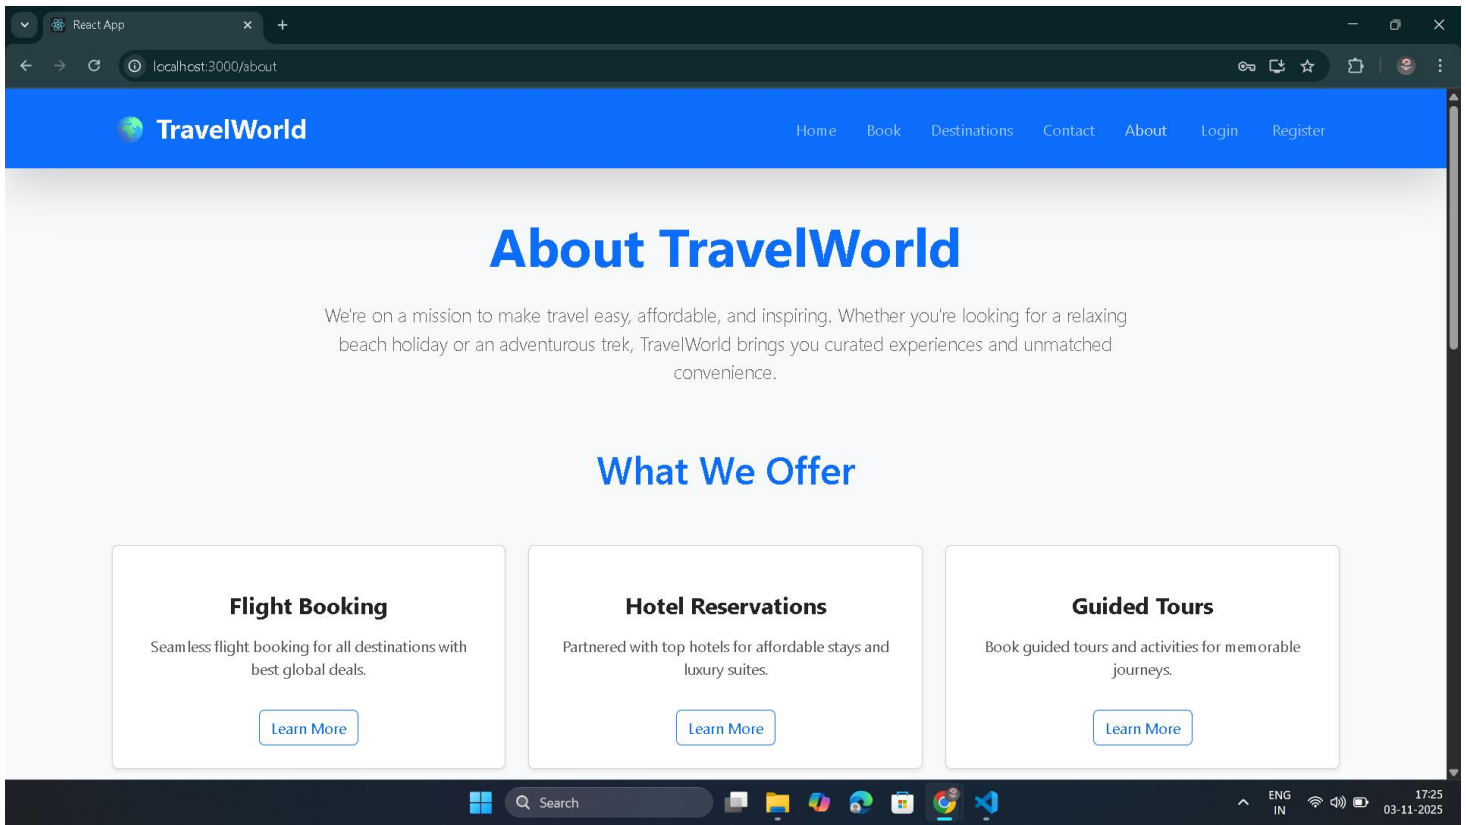 React App
localhost:3000/about
TravelWorld
Home Book Destinations Contact About Login Register
About TravelWorld
We're on a mission to make travel easy, affordable, and inspiring. Whether you're looking for a relaxing
beach holiday or an adventurous trek, TravelWorld brings you curated experiences and unmatched
convenience.
What We Offer
Flight Booking
Seamless flight booking for all destinations with
best global deals.
Learn More
Hotel Reservations
Partnered with top hotels for affordable stays and
luxury suites.
Learn More
Guided Tours
Book guided tours and activities for memorable
journeys.
Learn More
Search
ENG
IN
17:25
03-11-2025